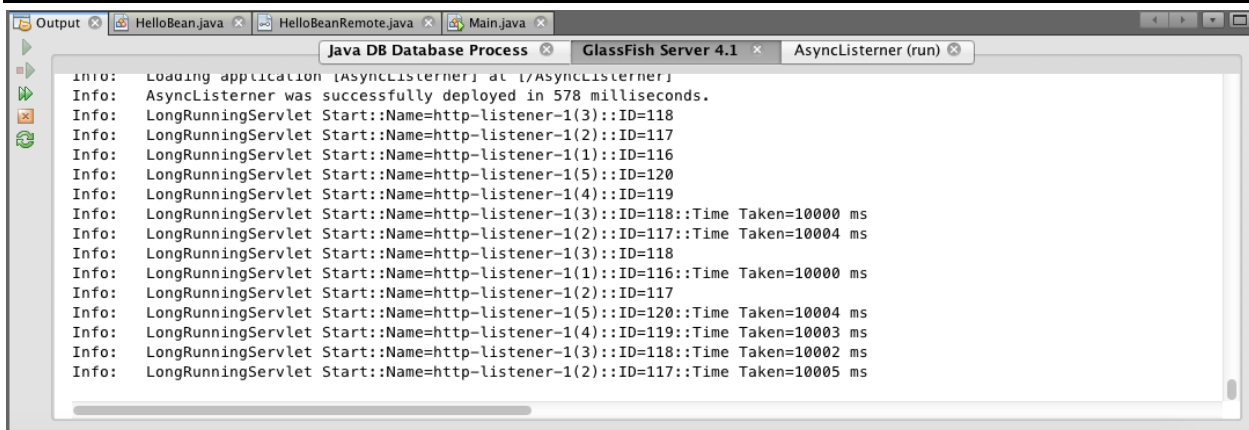 Output HelloBean.java HelloBeanRemote.java Main.java
Java DB Database Process GlassFish Server 4.1 AsyncListerner (run)
Info: Loading application [AsyncListerner] at [/AsyncListerner]
Info: AsyncListerner was successfully deployed in 578 milliseconds.
Info: LongRunningServlet Start::Name=http-listener-1(3)::ID=118
Info: LongRunningServlet Start::Name=http-listener-1(2)::ID=117
Info: LongRunningServlet Start::Name=http-listener-1(1)::ID=116
Info: LongRunningServlet Start::Name=http-listener-1(5)::ID=120
Info: LongRunningServlet Start::Name=http-listener-1(4)::ID=119
Info: LongRunningServlet Start::Name=http-listener-1(3)::ID=118::Time Taken=10000 ms
Info: LongRunningServlet Start::Name=http-listener-1(2)::ID=117::Time Taken=10004 ms
Info: LongRunningServlet Start::Name=http-listener-1(3)::ID=118
Info: LongRunningServlet Start::Name=http-listener-1(1)::ID=116::Time Taken=10000 ms
Info: LongRunningServlet Start::Name=http-listener-1(2)::ID=117
Info: LongRunningServlet Start::Name=http-listener-1(5)::ID=120::Time Taken=10004 ms
Info: LongRunningServlet Start::Name=http-listener-1(4)::ID=119::Time Taken=10003 ms
Info: LongRunningServlet Start::Name=http-listener-1(3)::ID=118::Time Taken=10002 ms
Info: LongRunningServlet Start::Name=http-listener-1(2)::ID=117::Time Taken=10005 ms